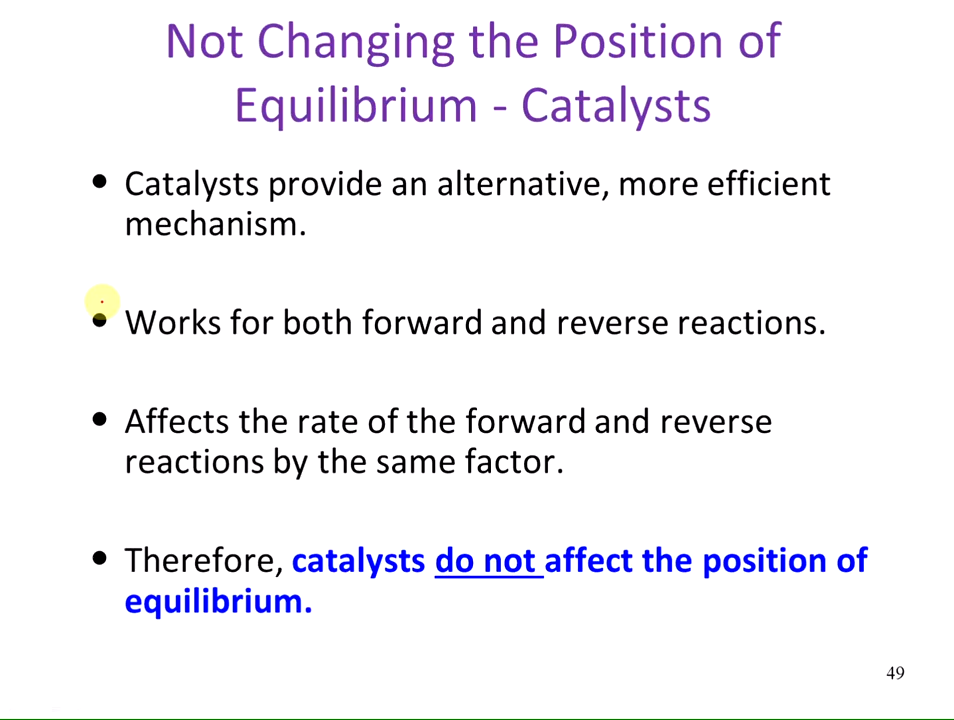 Not Changing the Position of
Equilibrium - Catalysts
• Catalysts provide an alternative, more efficient
mechanism.
• Works for both forward and reverse reactions.
• Affects the rate of the forward and reverse
reactions by the same factor.
• Therefore, catalysts do not affect the position of
equilibrium.
49